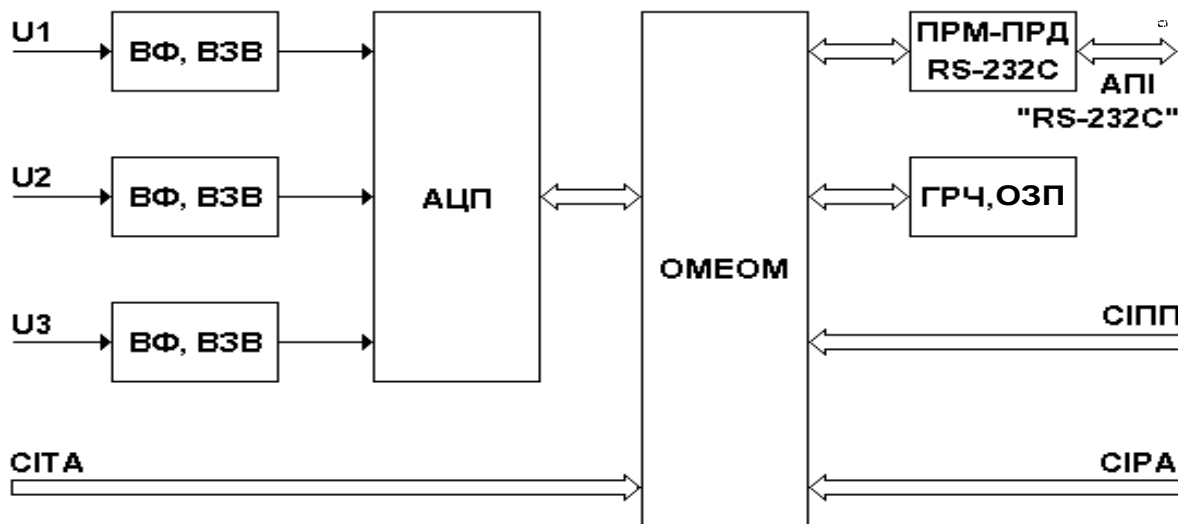 U1
ВФ, ВЗВ
ПРМ-ПРД
RS-232C
АПІ
"RS-232C"
U2
ВФ, ВЗВ
АЦП
ГРЧ,ОЗП
ОМЕОМ
U3
ВФ, ВЗВ
СІПП
СІТА
СІРА